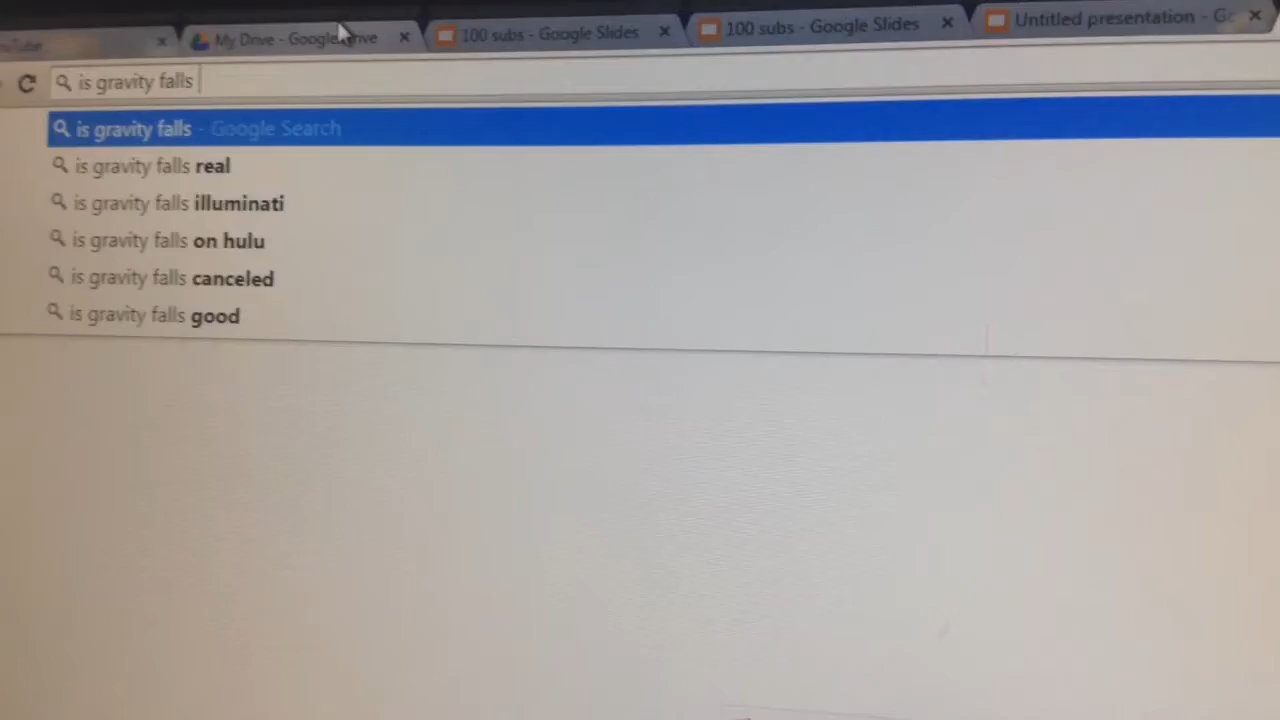 My Drive - Google Drive
100 subs - Google Slides
100 subs - Google Slides
Untitled presentation - Go
is gravity falls
is gravity falls - Google Search
is gravity falls real
is gravity falls illuminati
is gravity falls on hulu
is gravity falls canceled
is gravity falls good